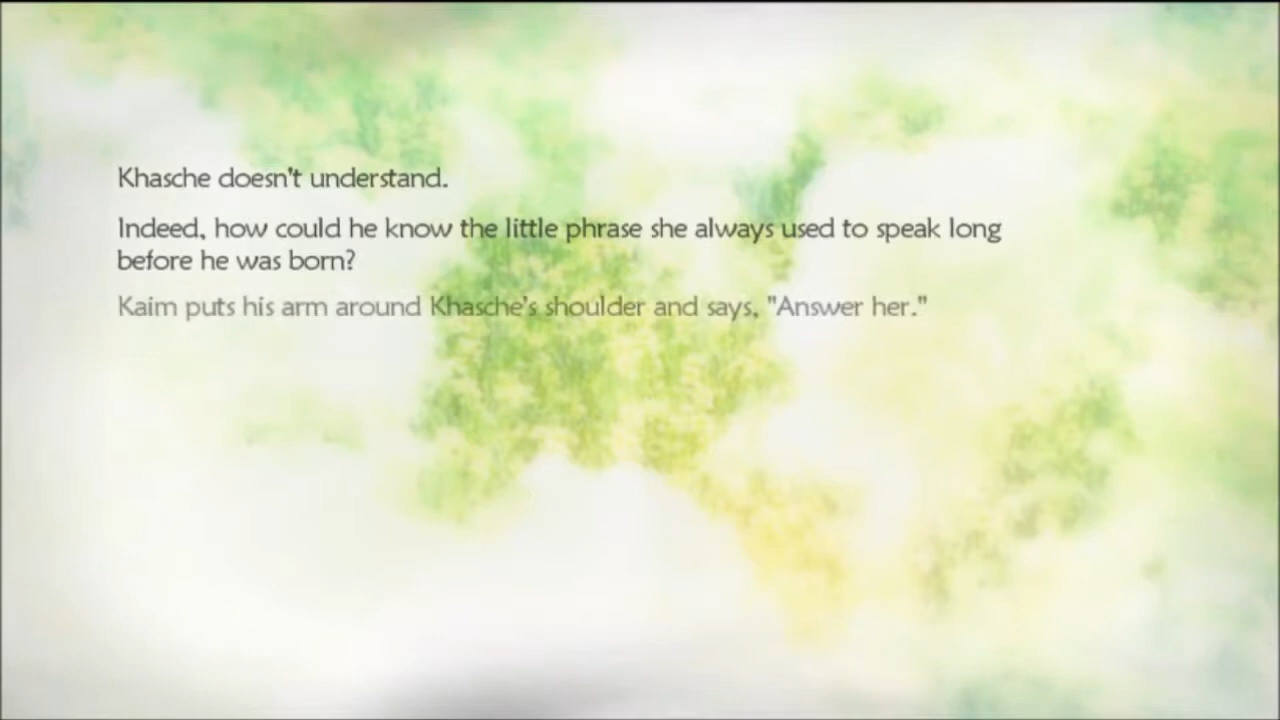 Khasche doesn't understand.
Indeed, how could he know the little phrase she always used to speak long
before he was born?
Kaim puts his arm around Khasche's shoulder and says, "Answer her."